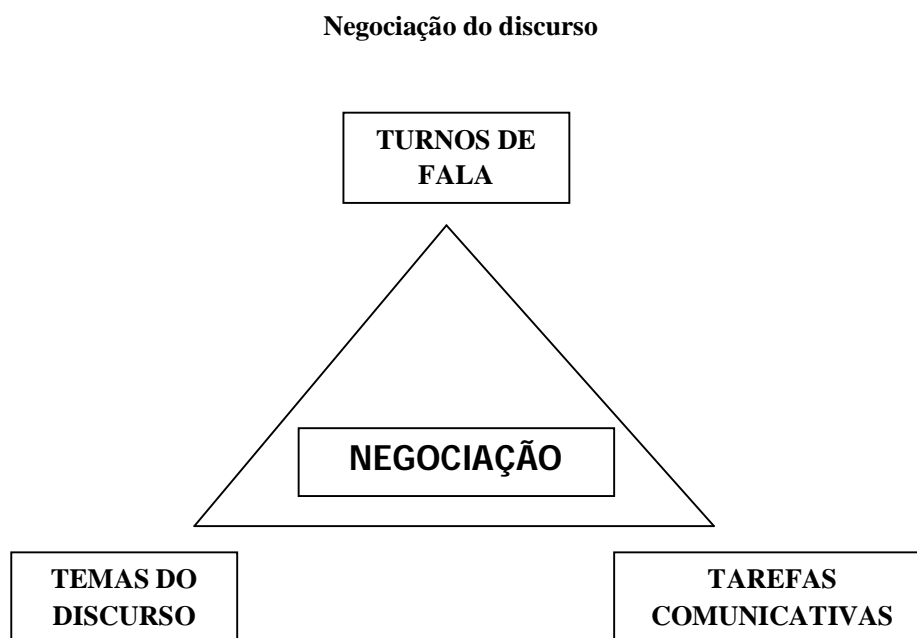 Negociação do discurso
TURNOS DE
FALA
NEGOCIAÇÃO
TEMAS DO
DISCURSO
TAREFAS
COMUNICATIVAS